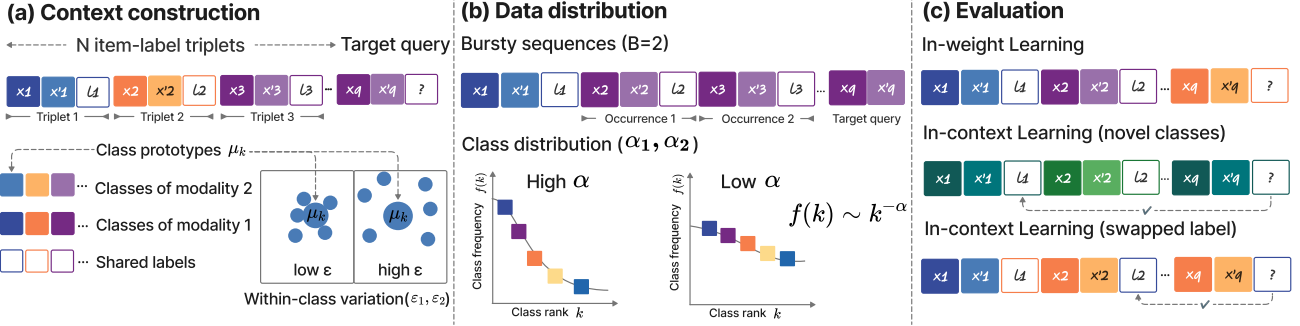 (a) Context construction
N item-label triplets
Target query
x1 x'1 l1 x2 x'2 l2 x3 x'3 l3 ... xq x'q ?
Triplet 1
Triplet 2
Triplet 3
Class prototypes μk
... Classes of modality 2
... Classes of modality 1
... Shared labels
μk
μk
low ε
high ε
Within-class variation(ε1, ε2)
(b) Data distribution
Bursty sequences (B=2)
x1 x'1 l1 x2 x'2 l2 x3 x'3 l3 ... xq x'q
Occurrence 1
Occurrence 2
Target query
Class distribution (α1, α2)
High α
Class frequency f(k)
Class rank k
Low α
f(k) ∼ k^{-α}
Class frequency f(k)
Class rank k
(c) Evaluation
In-weight Learning
x1 x'1 l1 x2 x'2 l2 ... xq x'q ?
In-context Learning (novel classes)
x1 x'1 l1 x2 x'2 l2 ... xq x'q ?
✓
In-context Learning (swapped label)
x1 x'1 l1 x2 x'2 l2 ... xq x'q ?
✓